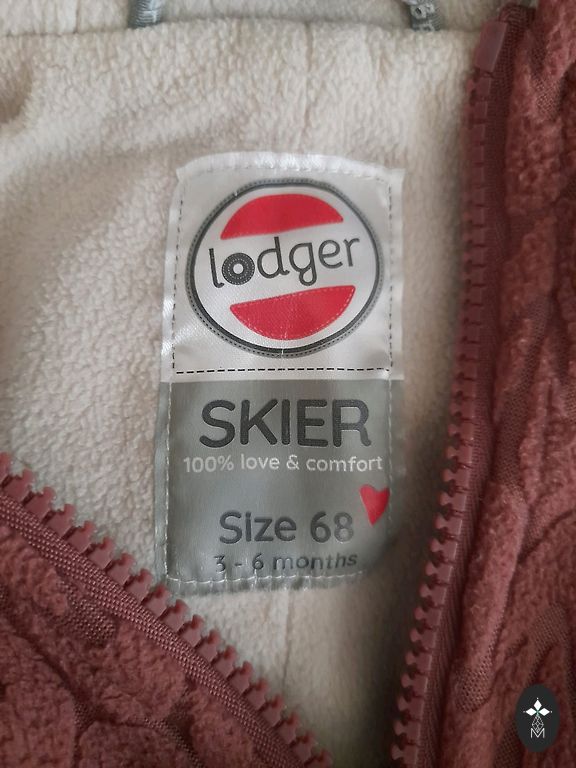 lodger
SKIER
100% love & comfort
Size 68
3 - 6 months